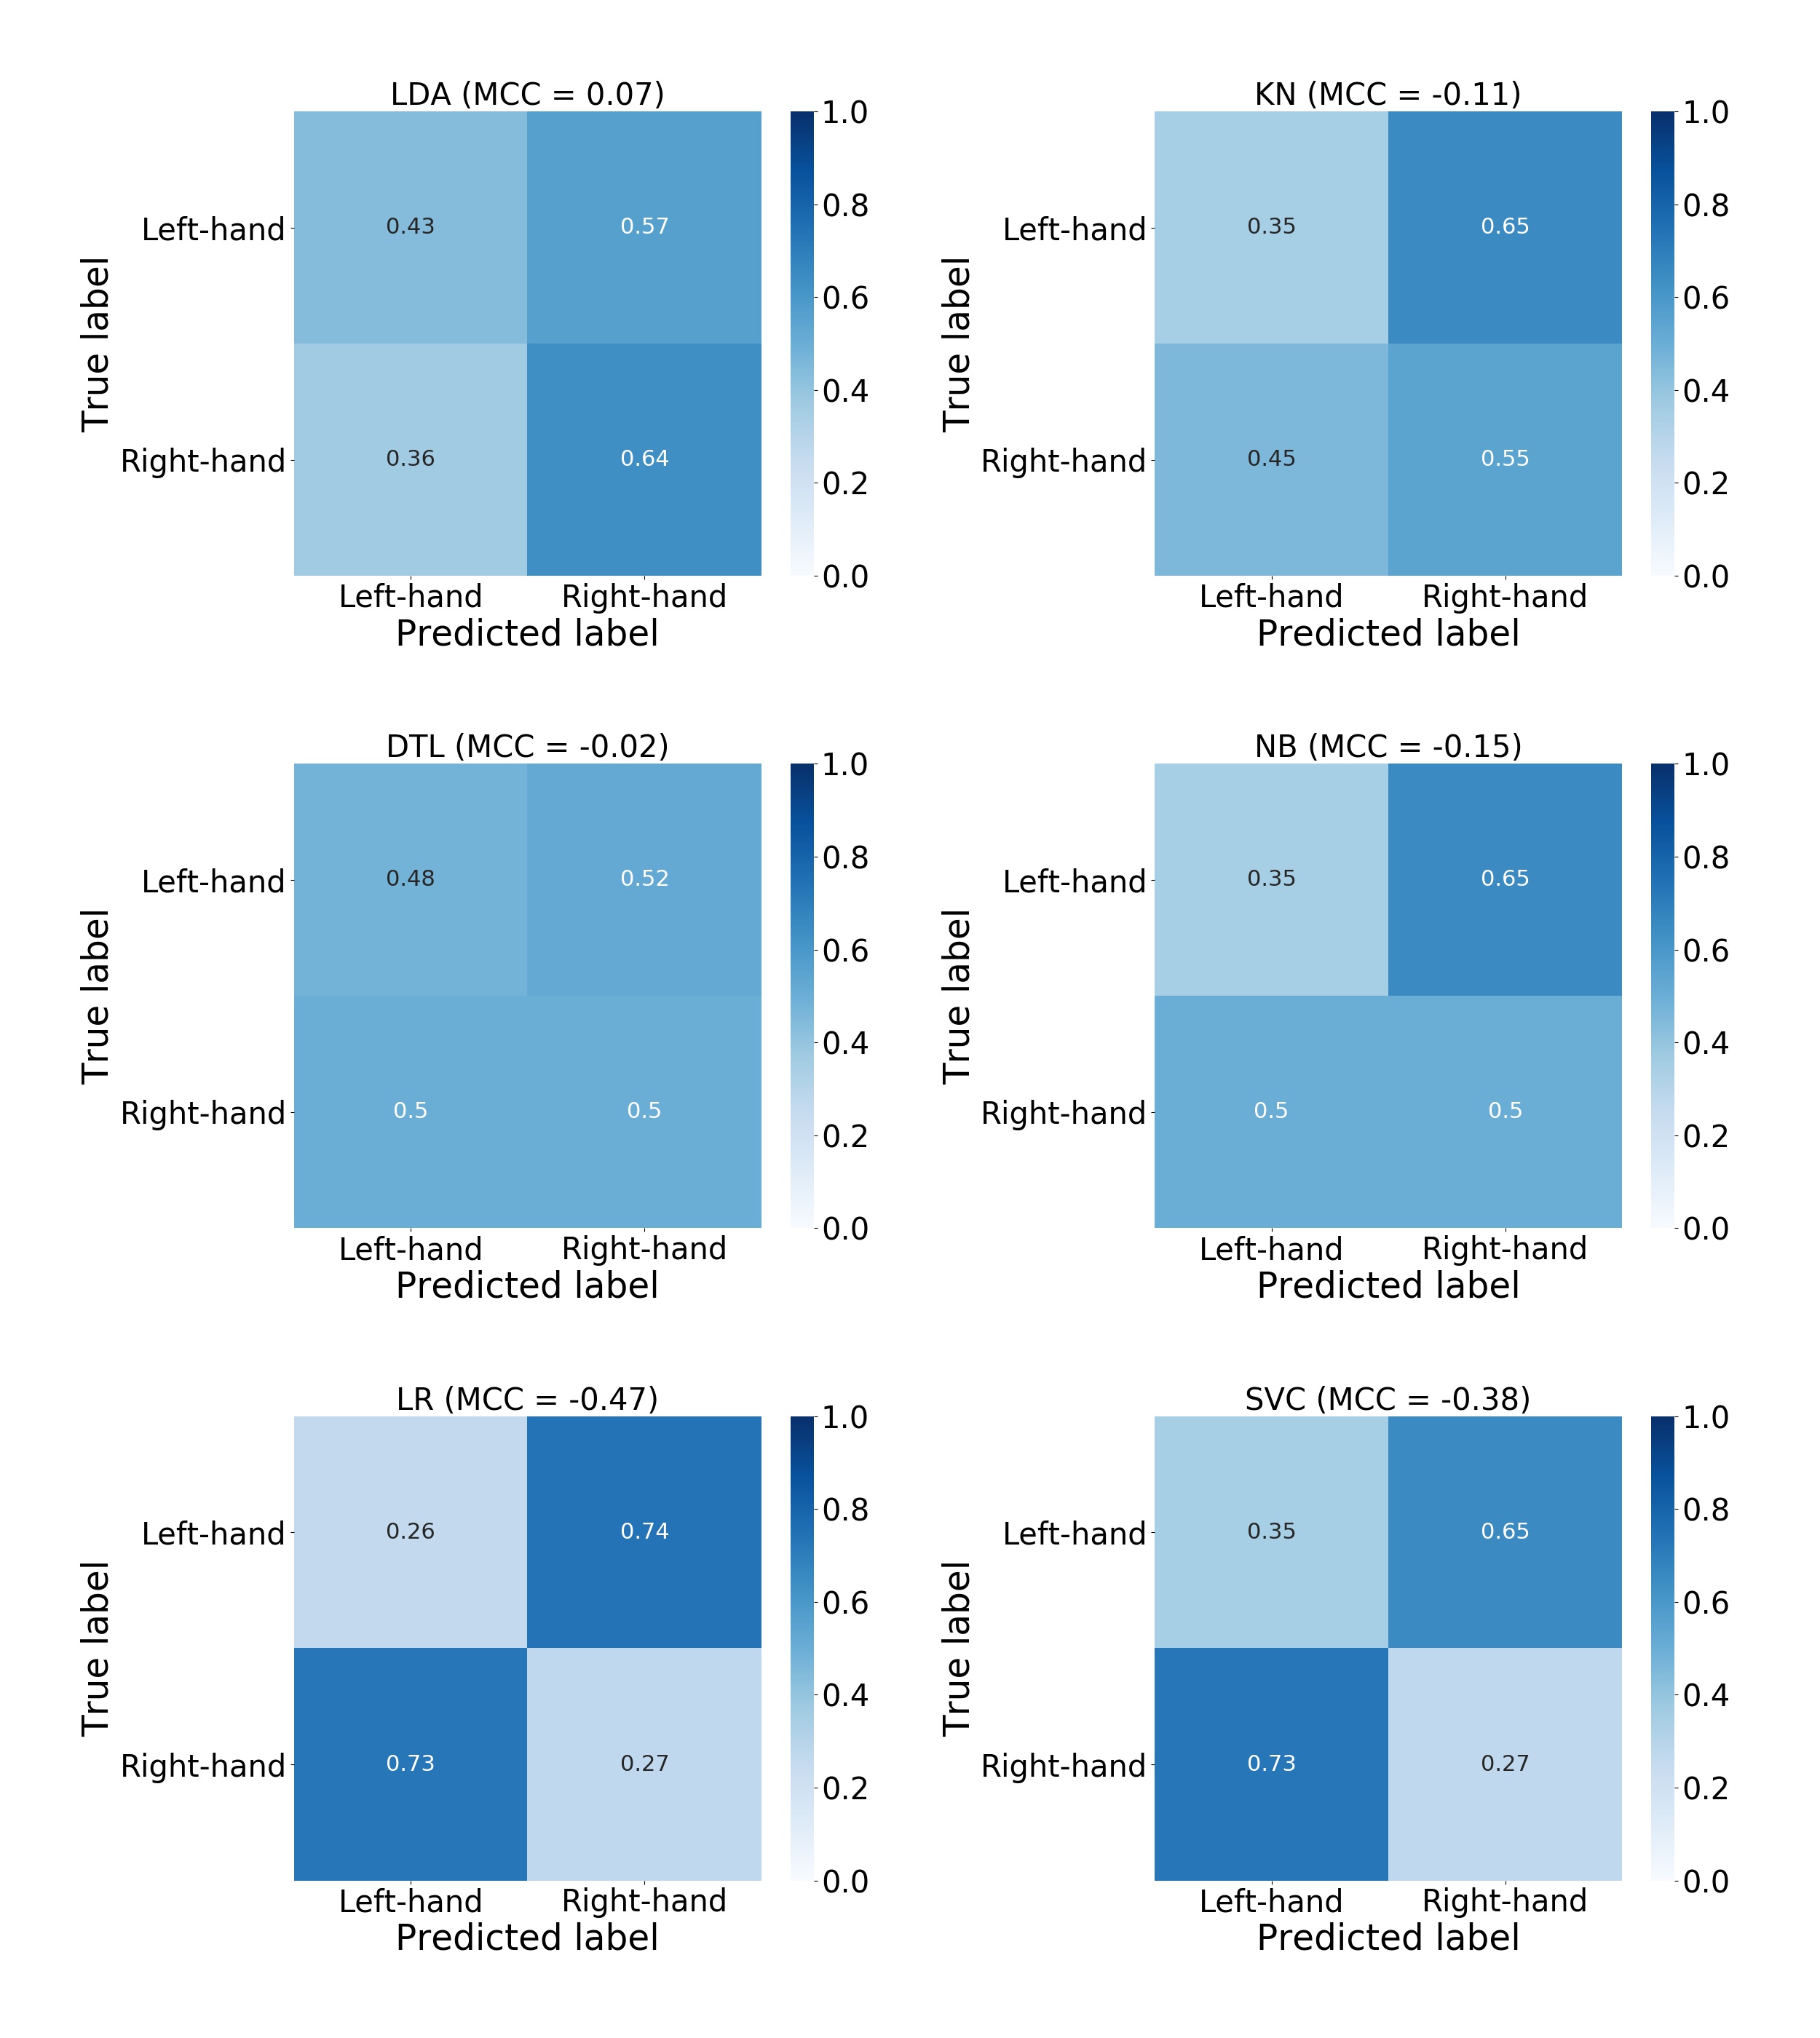 LDA (MCC = 0.07)
True label
Left-hand
0.43
0.57
Right-hand
0.36
0.64
Left-hand
Right-hand
Predicted label
1.0
0.8
0.6
0.4
0.2
0.0
KN (MCC = -0.11)
True label
Left-hand
0.35
0.65
Right-hand
0.45
0.55
Left-hand
Right-hand
Predicted label
1.0
0.8
0.6
0.4
0.2
0.0
DTL (MCC = -0.02)
True label
Left-hand
0.48
0.52
Right-hand
0.5
0.5
Left-hand
Right-hand
Predicted label
1.0
0.8
0.6
0.4
0.2
0.0
NB (MCC = -0.15)
True label
Left-hand
0.35
0.65
Right-hand
0.5
0.5
Left-hand
Right-hand
Predicted label
1.0
0.8
0.6
0.4
0.2
0.0
LR (MCC = -0.47)
True label
Left-hand
0.26
0.74
Right-hand
0.73
0.27
Left-hand
Right-hand
Predicted label
1.0
0.8
0.6
0.4
0.2
0.0
SVC (MCC = -0.38)
True label
Left-hand
0.35
0.65
Right-hand
0.73
0.27
Left-hand
Right-hand
Predicted label
1.0
0.8
0.6
0.4
0.2
0.0